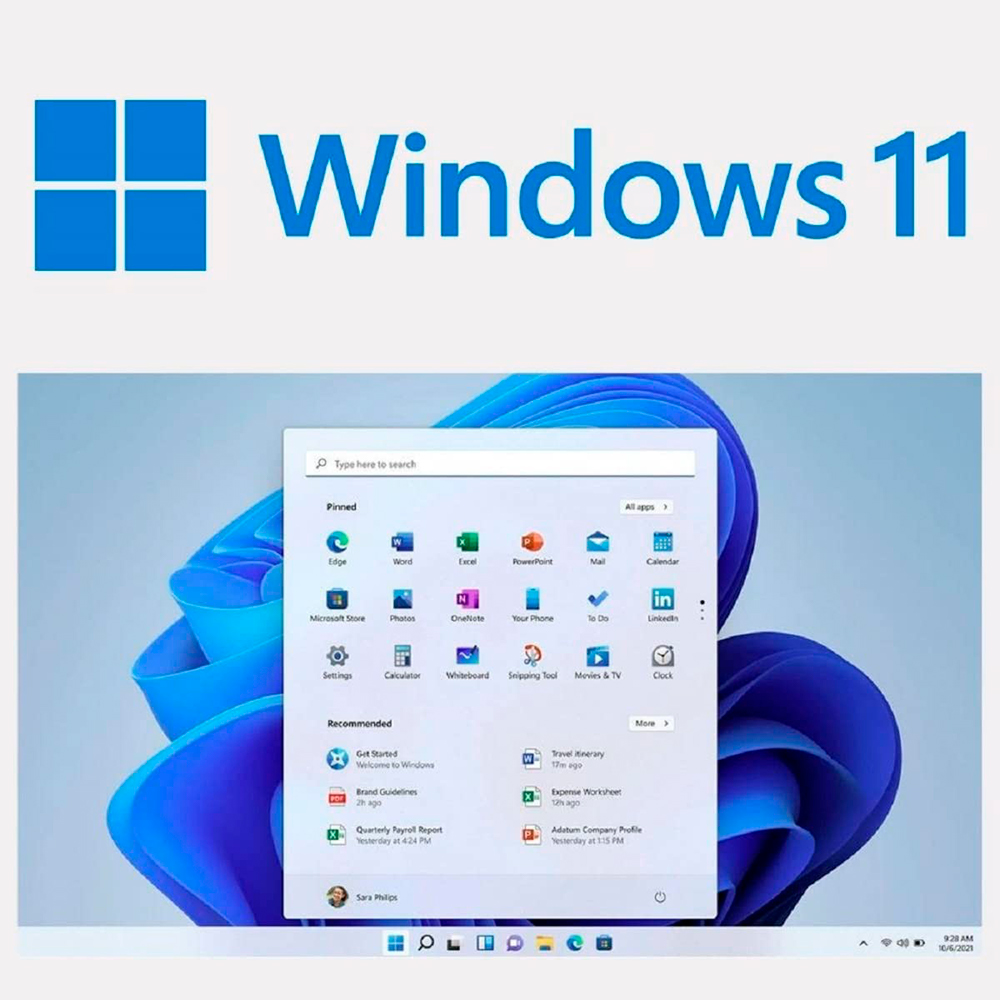 Windows 11
Type here to search
Pinned
All apps >
Edge Word Excel PowerPoint Mail Calendar
Microsoft Store Photos OneNote Your Phone To Do LinkedIn
Settings Calculator Whiteboard Snipping Tool Movies & TV Clock
Recommended
More >
Get Started
Welcome to Windows
Travel itinerary
17m ago
Brand Guidelines
2h ago
Expense Worksheet
12h ago
Quarterly Payroll Report
Yesterday at 4:24 PM
Adatum Company Profile
Yesterday at 1:15 PM
Sara Philips
9:28 AM
10/6/2021